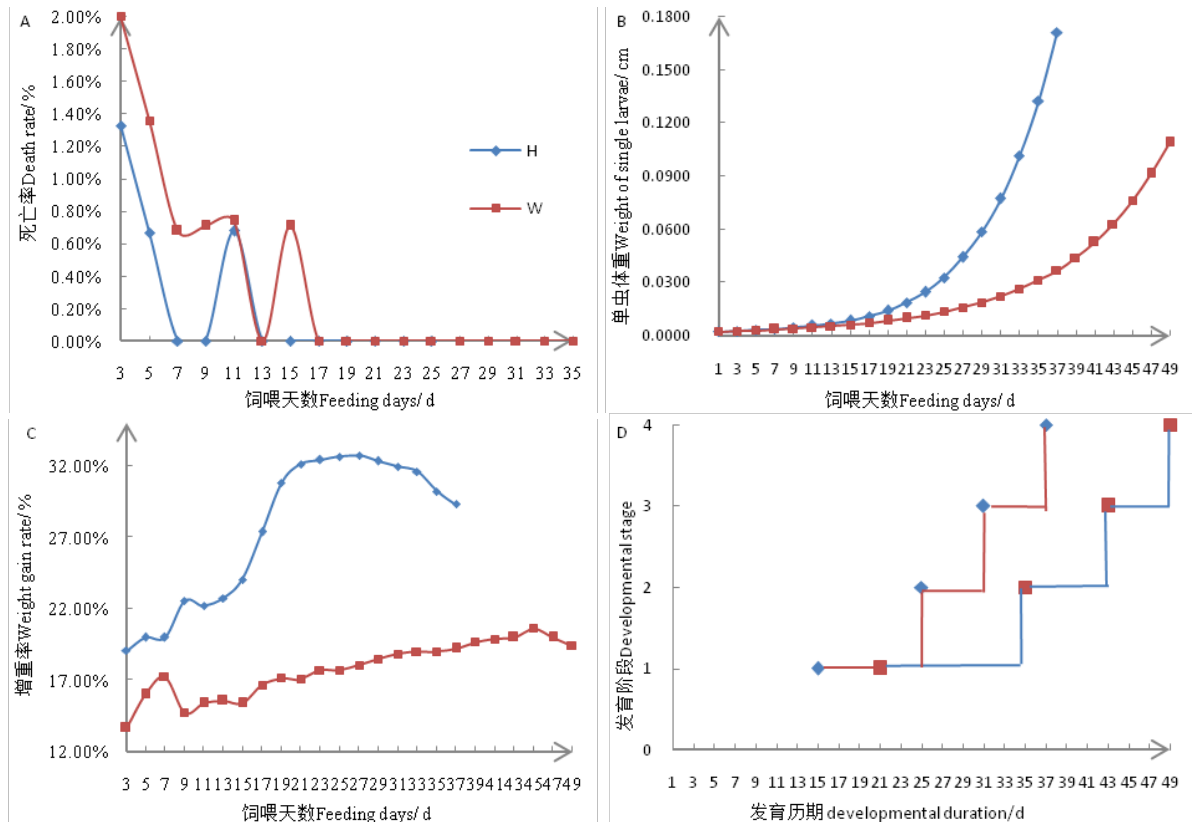 A
2.00%
1.80%
1.60%
1.40%
1.20%
1.00%
0.80%
0.60%
0.40%
0.20%
0.00%
死亡率Death rate/ %
H
W
3 5 7 9 11 13 15 17 19 21 23 25 27 29 31 33 35
饲喂天数Feeding days/ d
B
0.1800
0.1500
0.1200
0.0900
0.0600
0.0300
0.0000
单虫体重Weight of single larvae/ cm
1 3 5 7 9 11 13 15 17 19 21 23 25 27 29 31 33 35 37 39 41 43 45 47 49
饲喂天数Feeding days/ d
C
32.00%
27.00%
22.00%
17.00%
12.00%
增重率Weight gain rate/ %
3 5 7 9 11 13 15 17 19 21 23 25 27 29 31 33 35 37 39 41 43 45 47 49
饲喂天数Feeding days/ d
D
4
3
2
1
0
发育阶段Developmental stage
1 3 5 7 9 11 13 15 17 19 21 23 25 27 29 31 33 35 37 39 41 43 45 47 49
发育历期 developmental duration/d